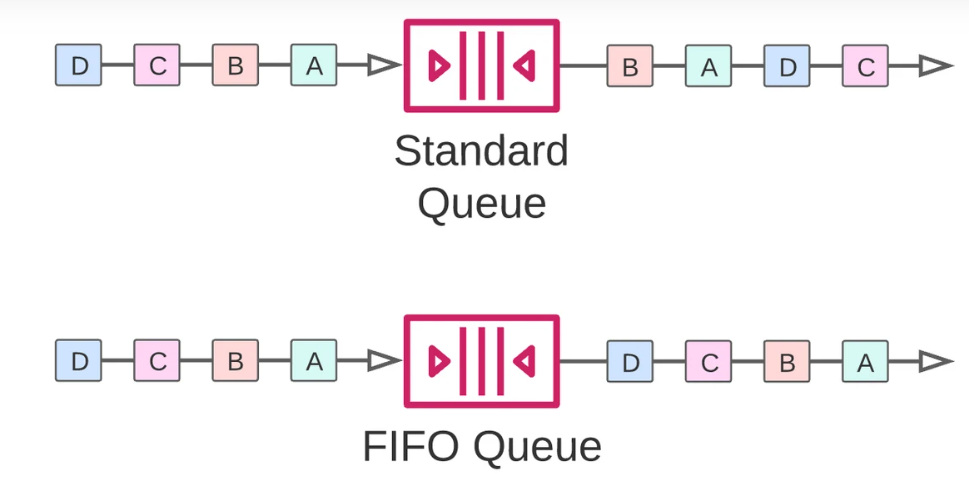 D C B A B A D C
Standard
Queue
D C B A D C B A
FIFO Queue